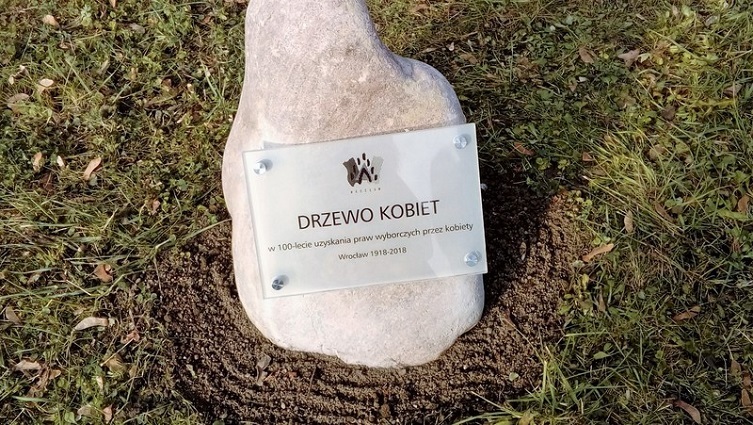 DRZEWO KOBIET
w 100-lecie uzyskania praw wyborczych przez kobiety
Wrocław 1918-2018